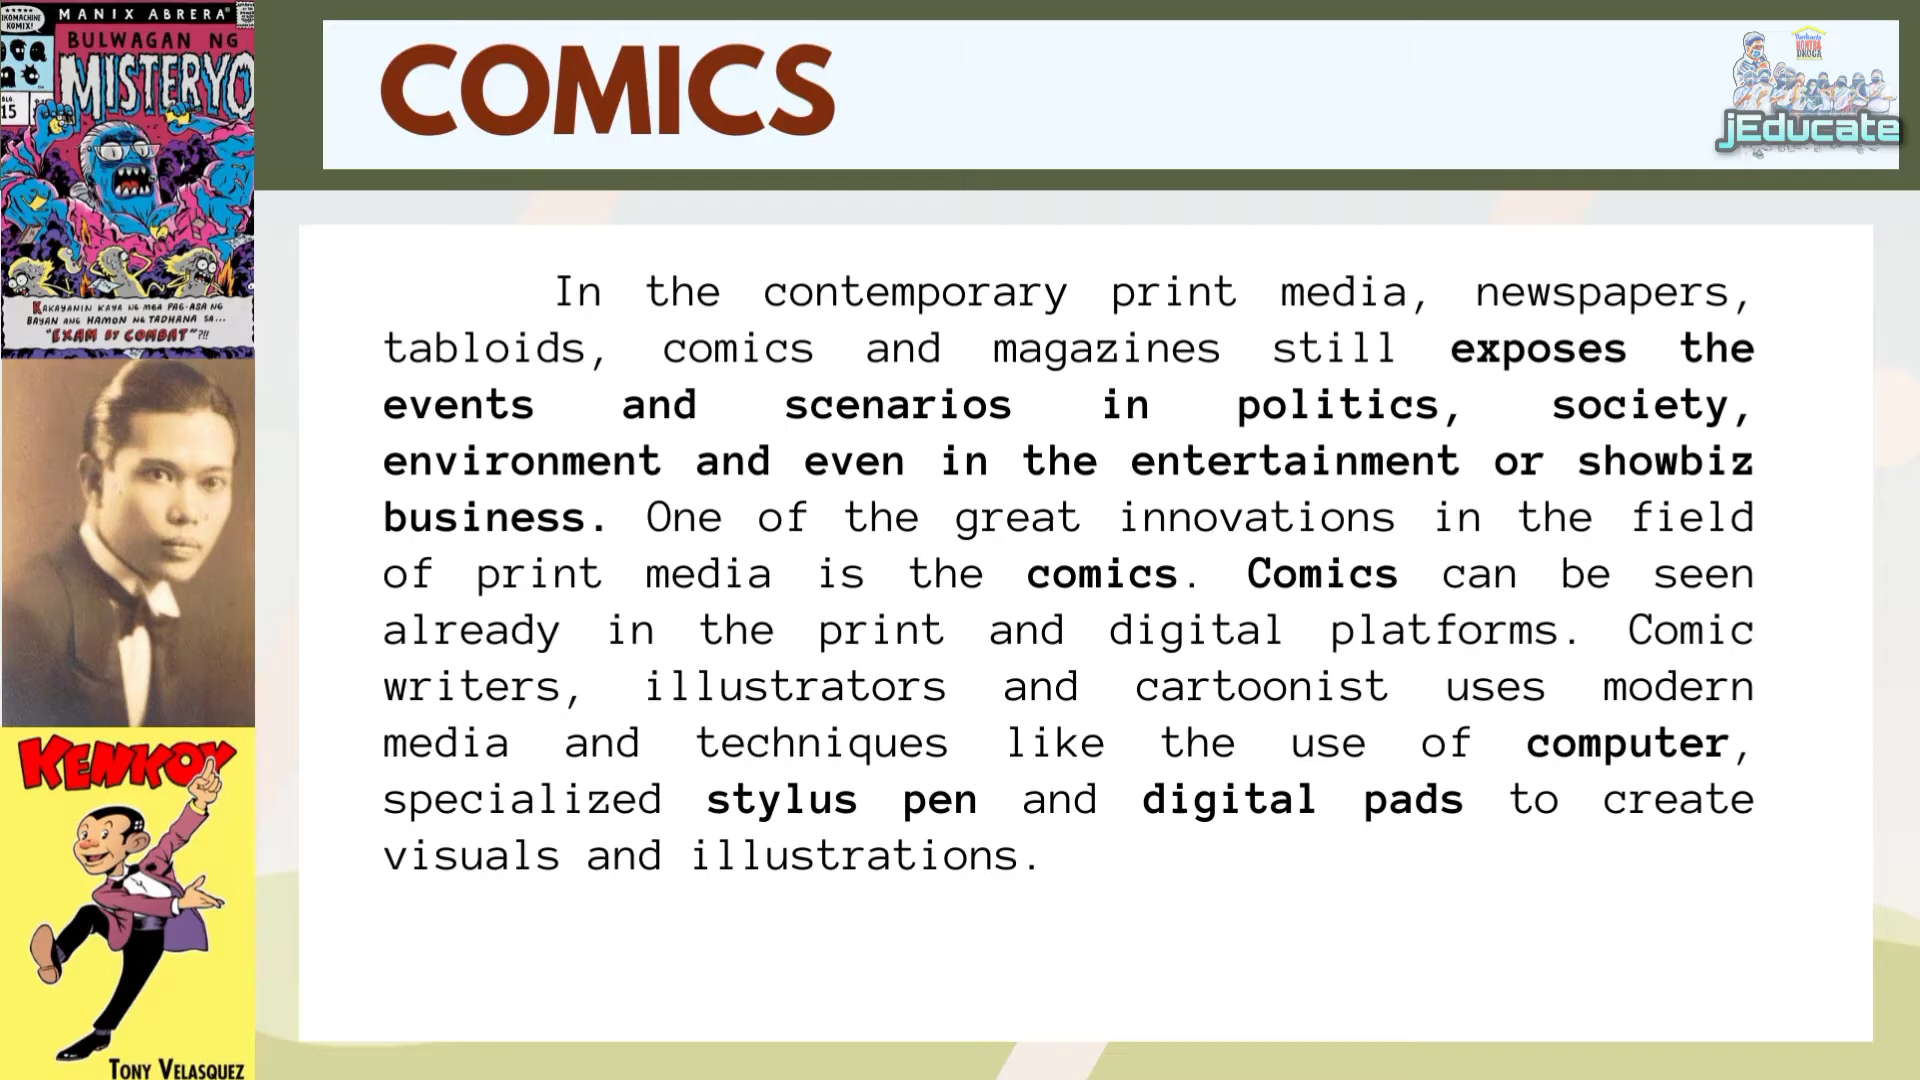 MANIX ABRERA
KOMIX!
BULWAGAN NG
MISTERYO
15
KAKAYANIN KAYA NG MGA PAG-ASA NG
BAYAN ANG HAMON NG TADHANA SA...
"EXAM BY COMBAT"?!!
KENKOY
TONY VELASQUEZ
COMICS
jEducate
In the contemporary print media, newspapers,
tabloids, comics and magazines still exposes the
events and scenarios in politics, society,
environment and even in the entertainment or showbiz
business. One of the great innovations in the field
of print media is the comics. Comics can be seen
already in the print and digital platforms. Comic
writers, illustrators and cartoonist uses modern
media and techniques like the use of computer,
specialized stylus pen and digital pads to create
visuals and illustrations.